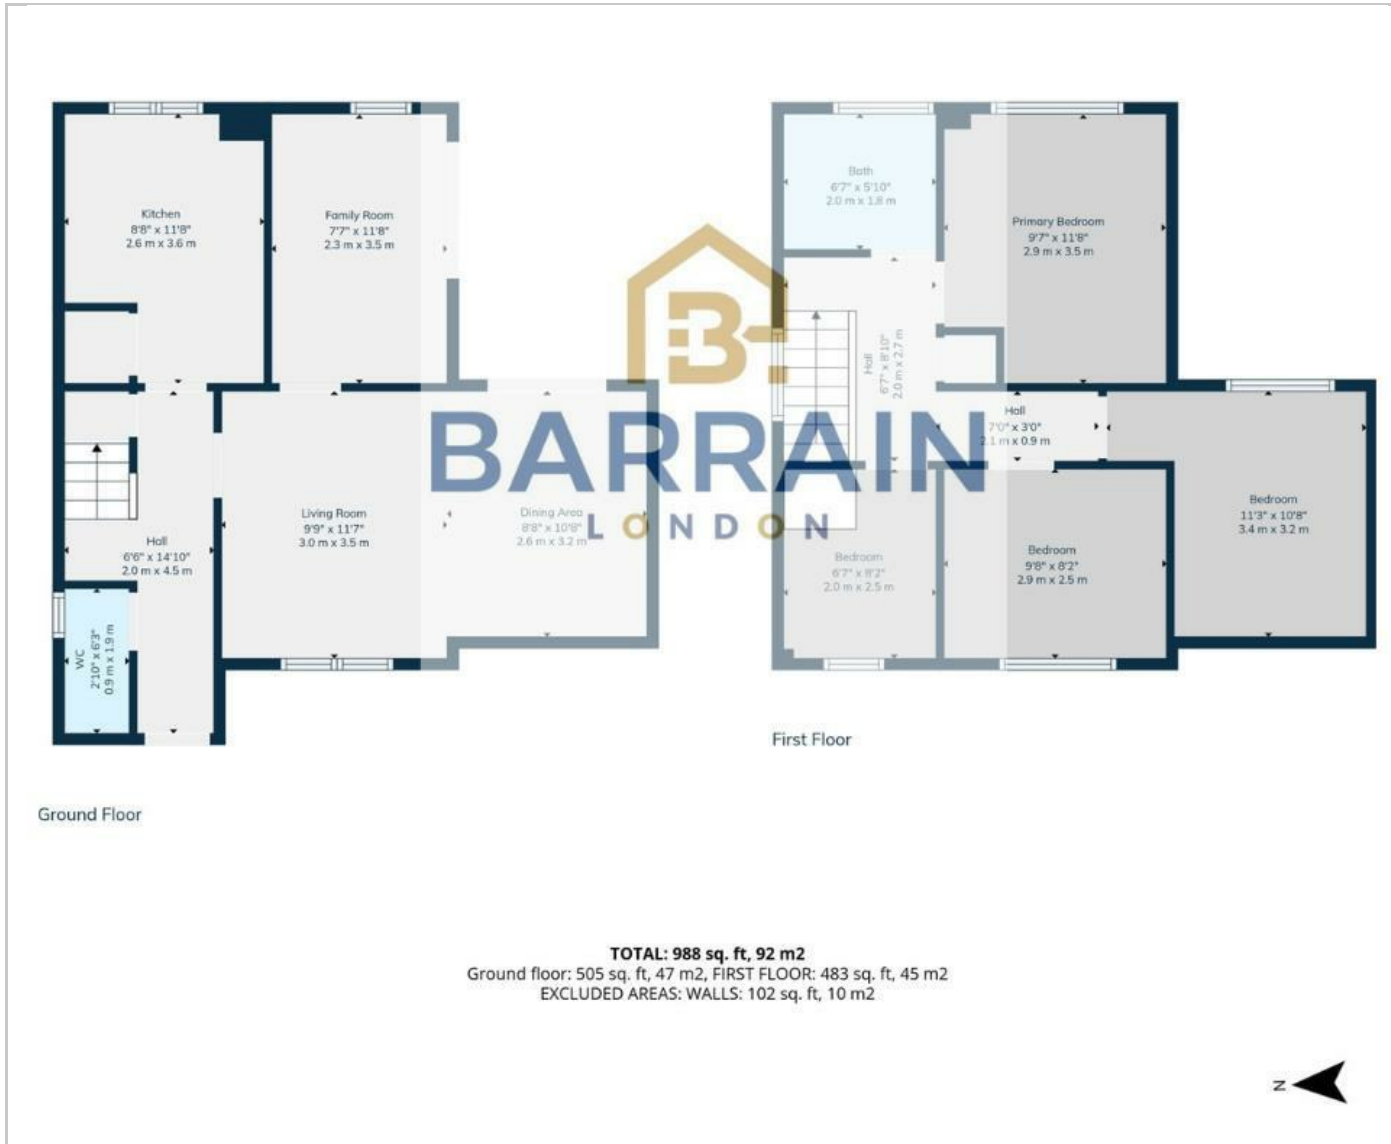 Kitchen
8'8" x 11'8"
2.6 m x 3.6 m
Family Room
7'7" x 11'8"
2.3 m x 3.5 m
Living Room
9'9" x 11'7"
3.0 m x 3.5 m
Dining Area
8'8" x 10'8"
2.6 m x 3.2 m
Hall
6'6" x 14'10"
2.0 m x 4.5 m
WC
2'10" x 6'3"
0.9 m x 1.9 m
Ground Floor
B
BARRAIN
LONDON
Bath
6'7" x 5'10"
2.0 m x 1.8 m
Primary Bedroom
9'7" x 11'8"
2.9 m x 3.5 m
Hall
6'7" x 8'10"
2.0 m x 2.7 m
Hall
7'0" x 3'0"
2.1 m x 0.9 m
Bedroom
11'3" x 10'8"
3.4 m x 3.2 m
Bedroom
6'7" x 8'2"
2.0 m x 2.5 m
Bedroom
9'8" x 8'2"
2.9 m x 2.5 m
First Floor
TOTAL: 988 sq. ft, 92 m2
Ground floor: 505 sq. ft, 47 m2, FIRST FLOOR: 483 sq. ft, 45 m2
EXCLUDED AREAS: WALLS: 102 sq. ft, 10 m2
N